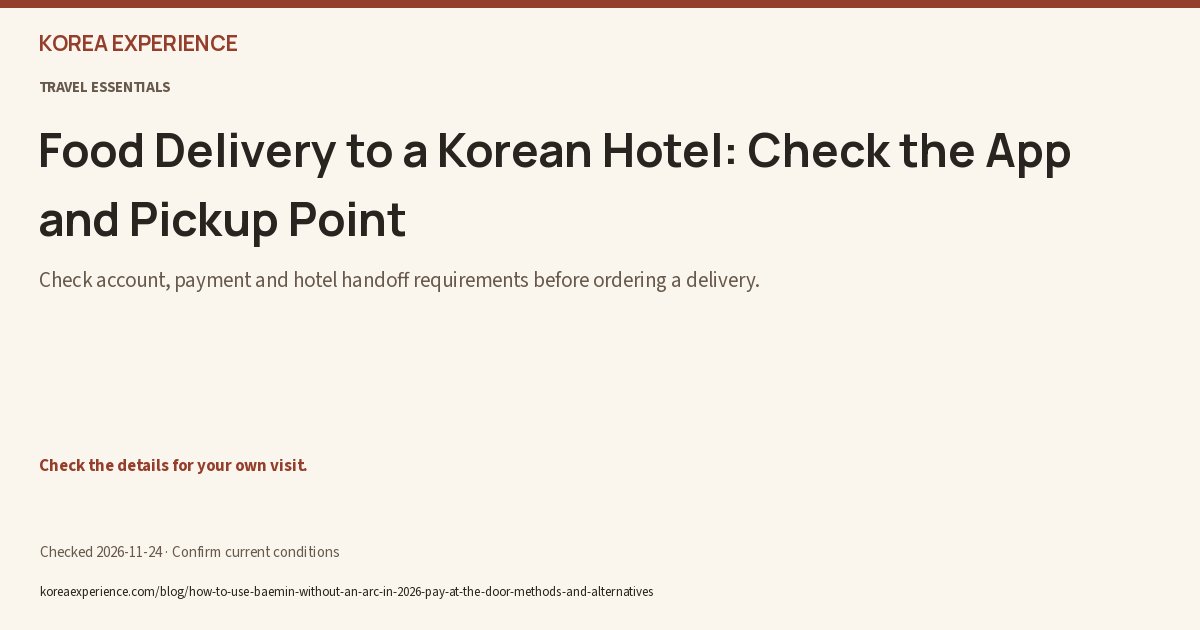 KOREA EXPERIENCE
TRAVEL ESSENTIALS
Food Delivery to a Korean Hotel: Check the App
and Pickup Point
Check account, payment and hotel handoff requirements before ordering a delivery.
Check the details for your own visit.
Checked 2026-11-24 · Confirm current conditions
koreaexperience.com/blog/how-to-use-baemin-without-an-arc-in-2026-pay-at-the-door-methods-and-alternatives